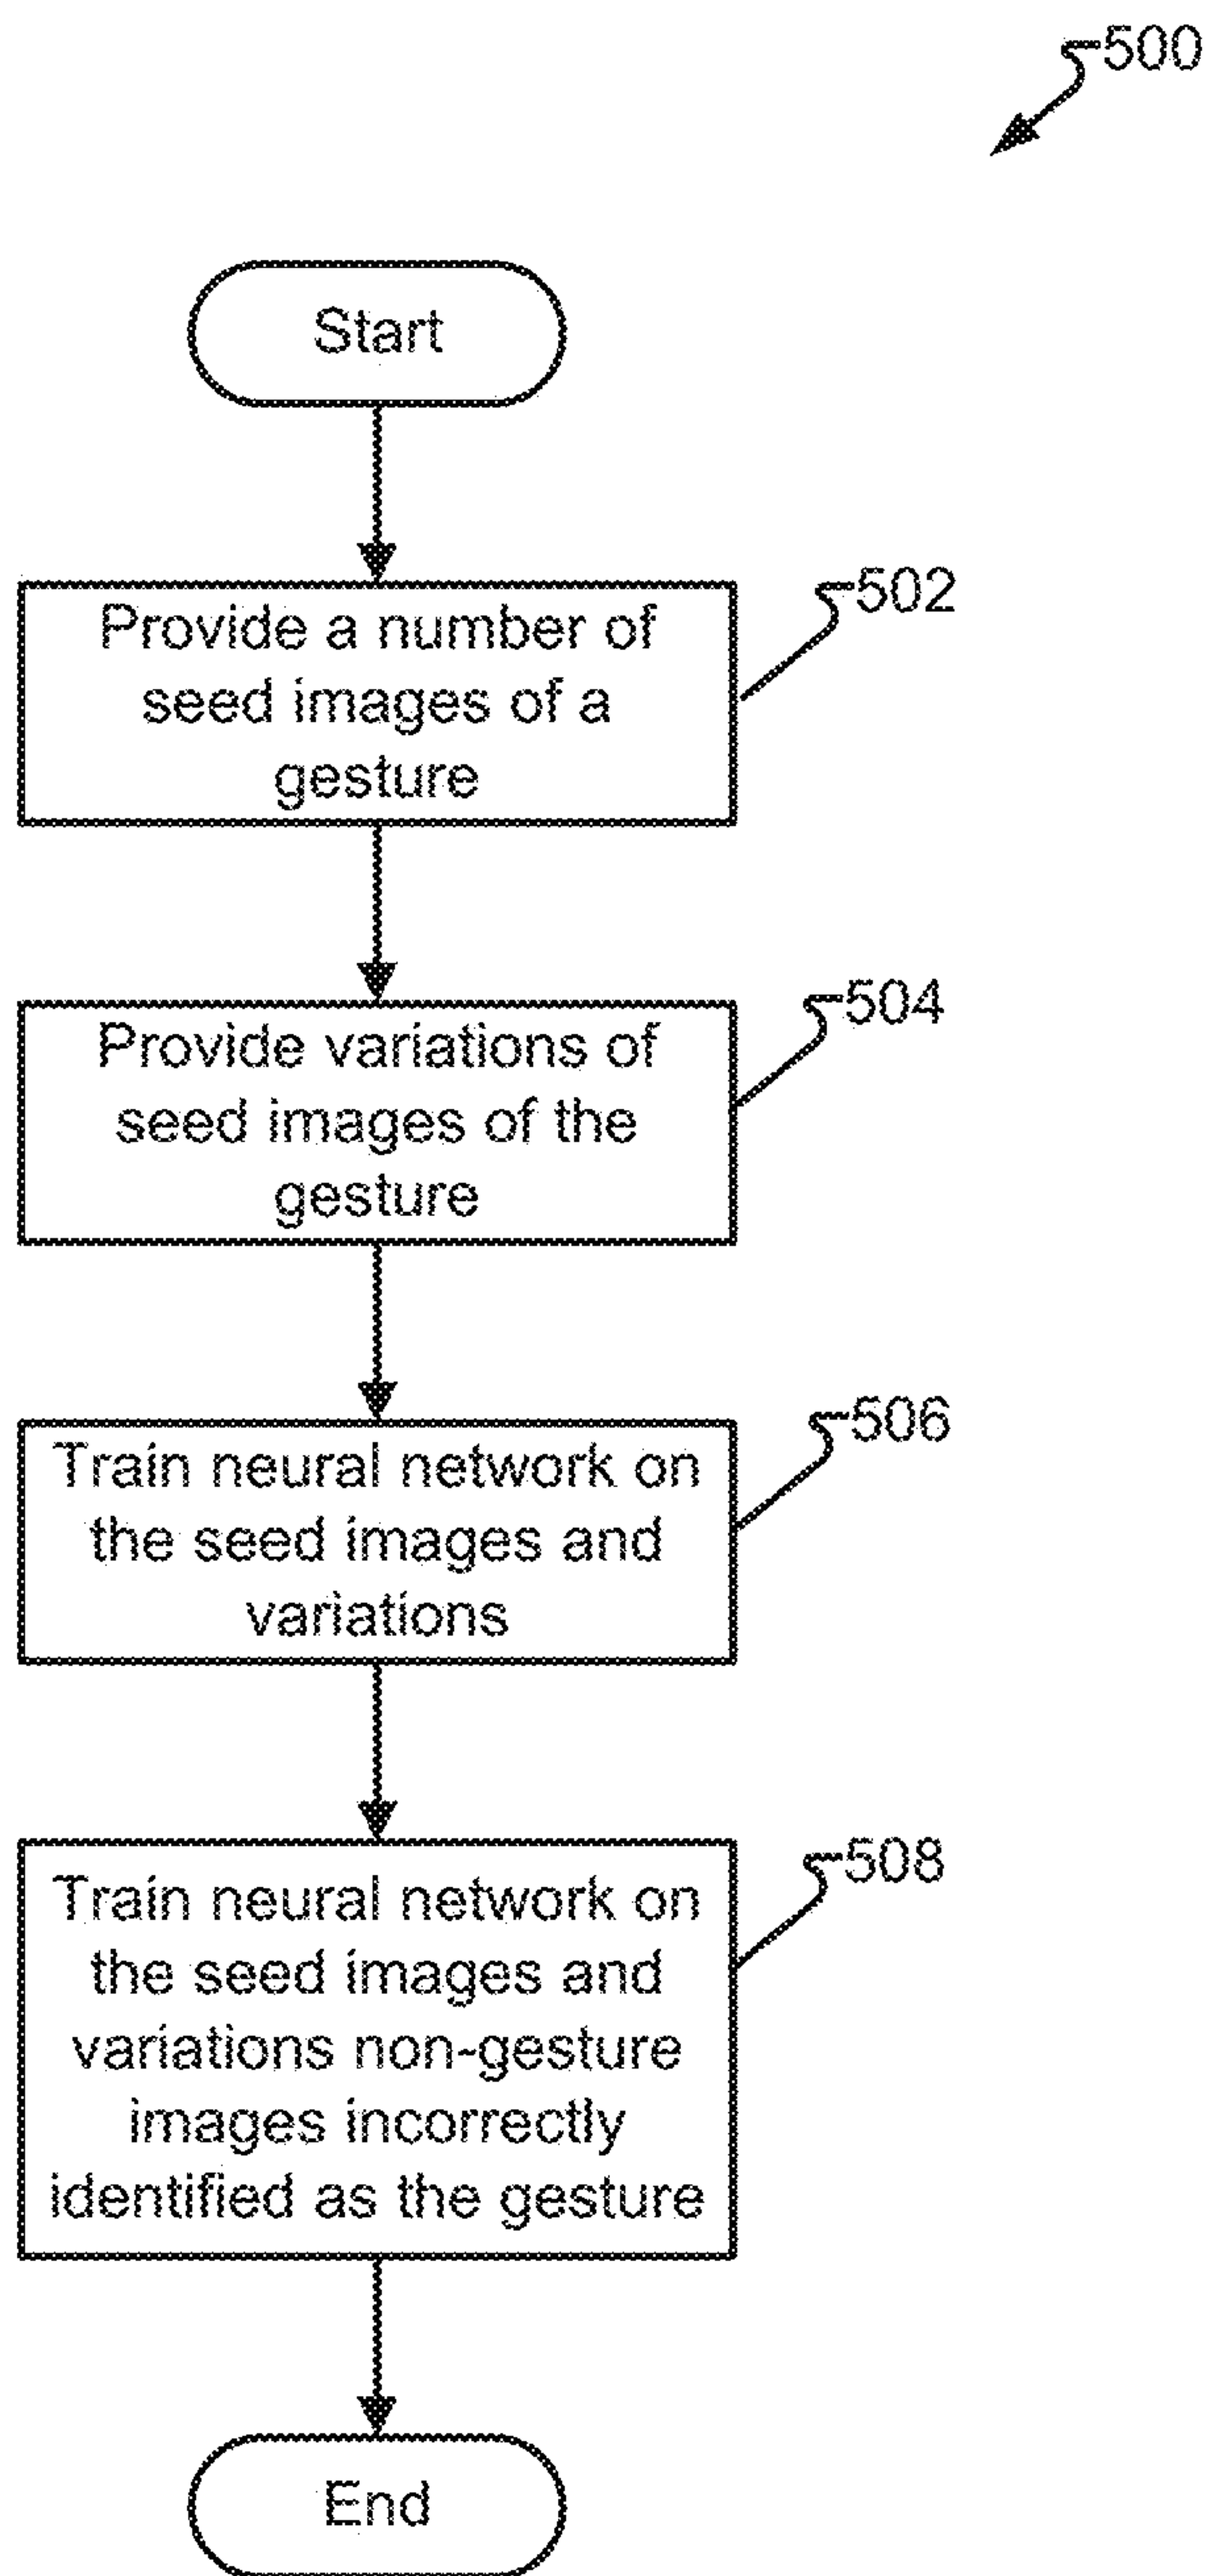 500
Start
Provide a number of
seed images of a
gesture
502
Provide variations of
seed images of the
gesture
504
Train neural network on
the seed images and
variations
506
Train neural network on
the seed images and
variations non-gesture
images incorrectly
identified as the gesture
508
End